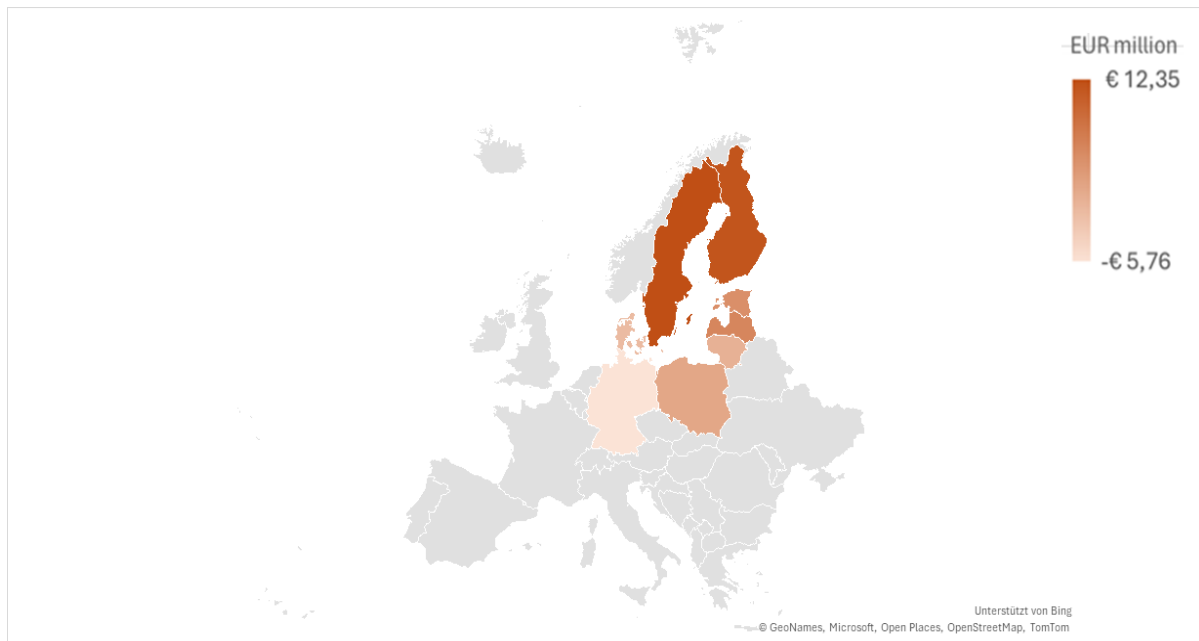 EUR million
€ 12,35
-€ 5,76
Unterstützt von Bing
© GeoNames, Microsoft, Open Places, OpenStreetMap, TomTom